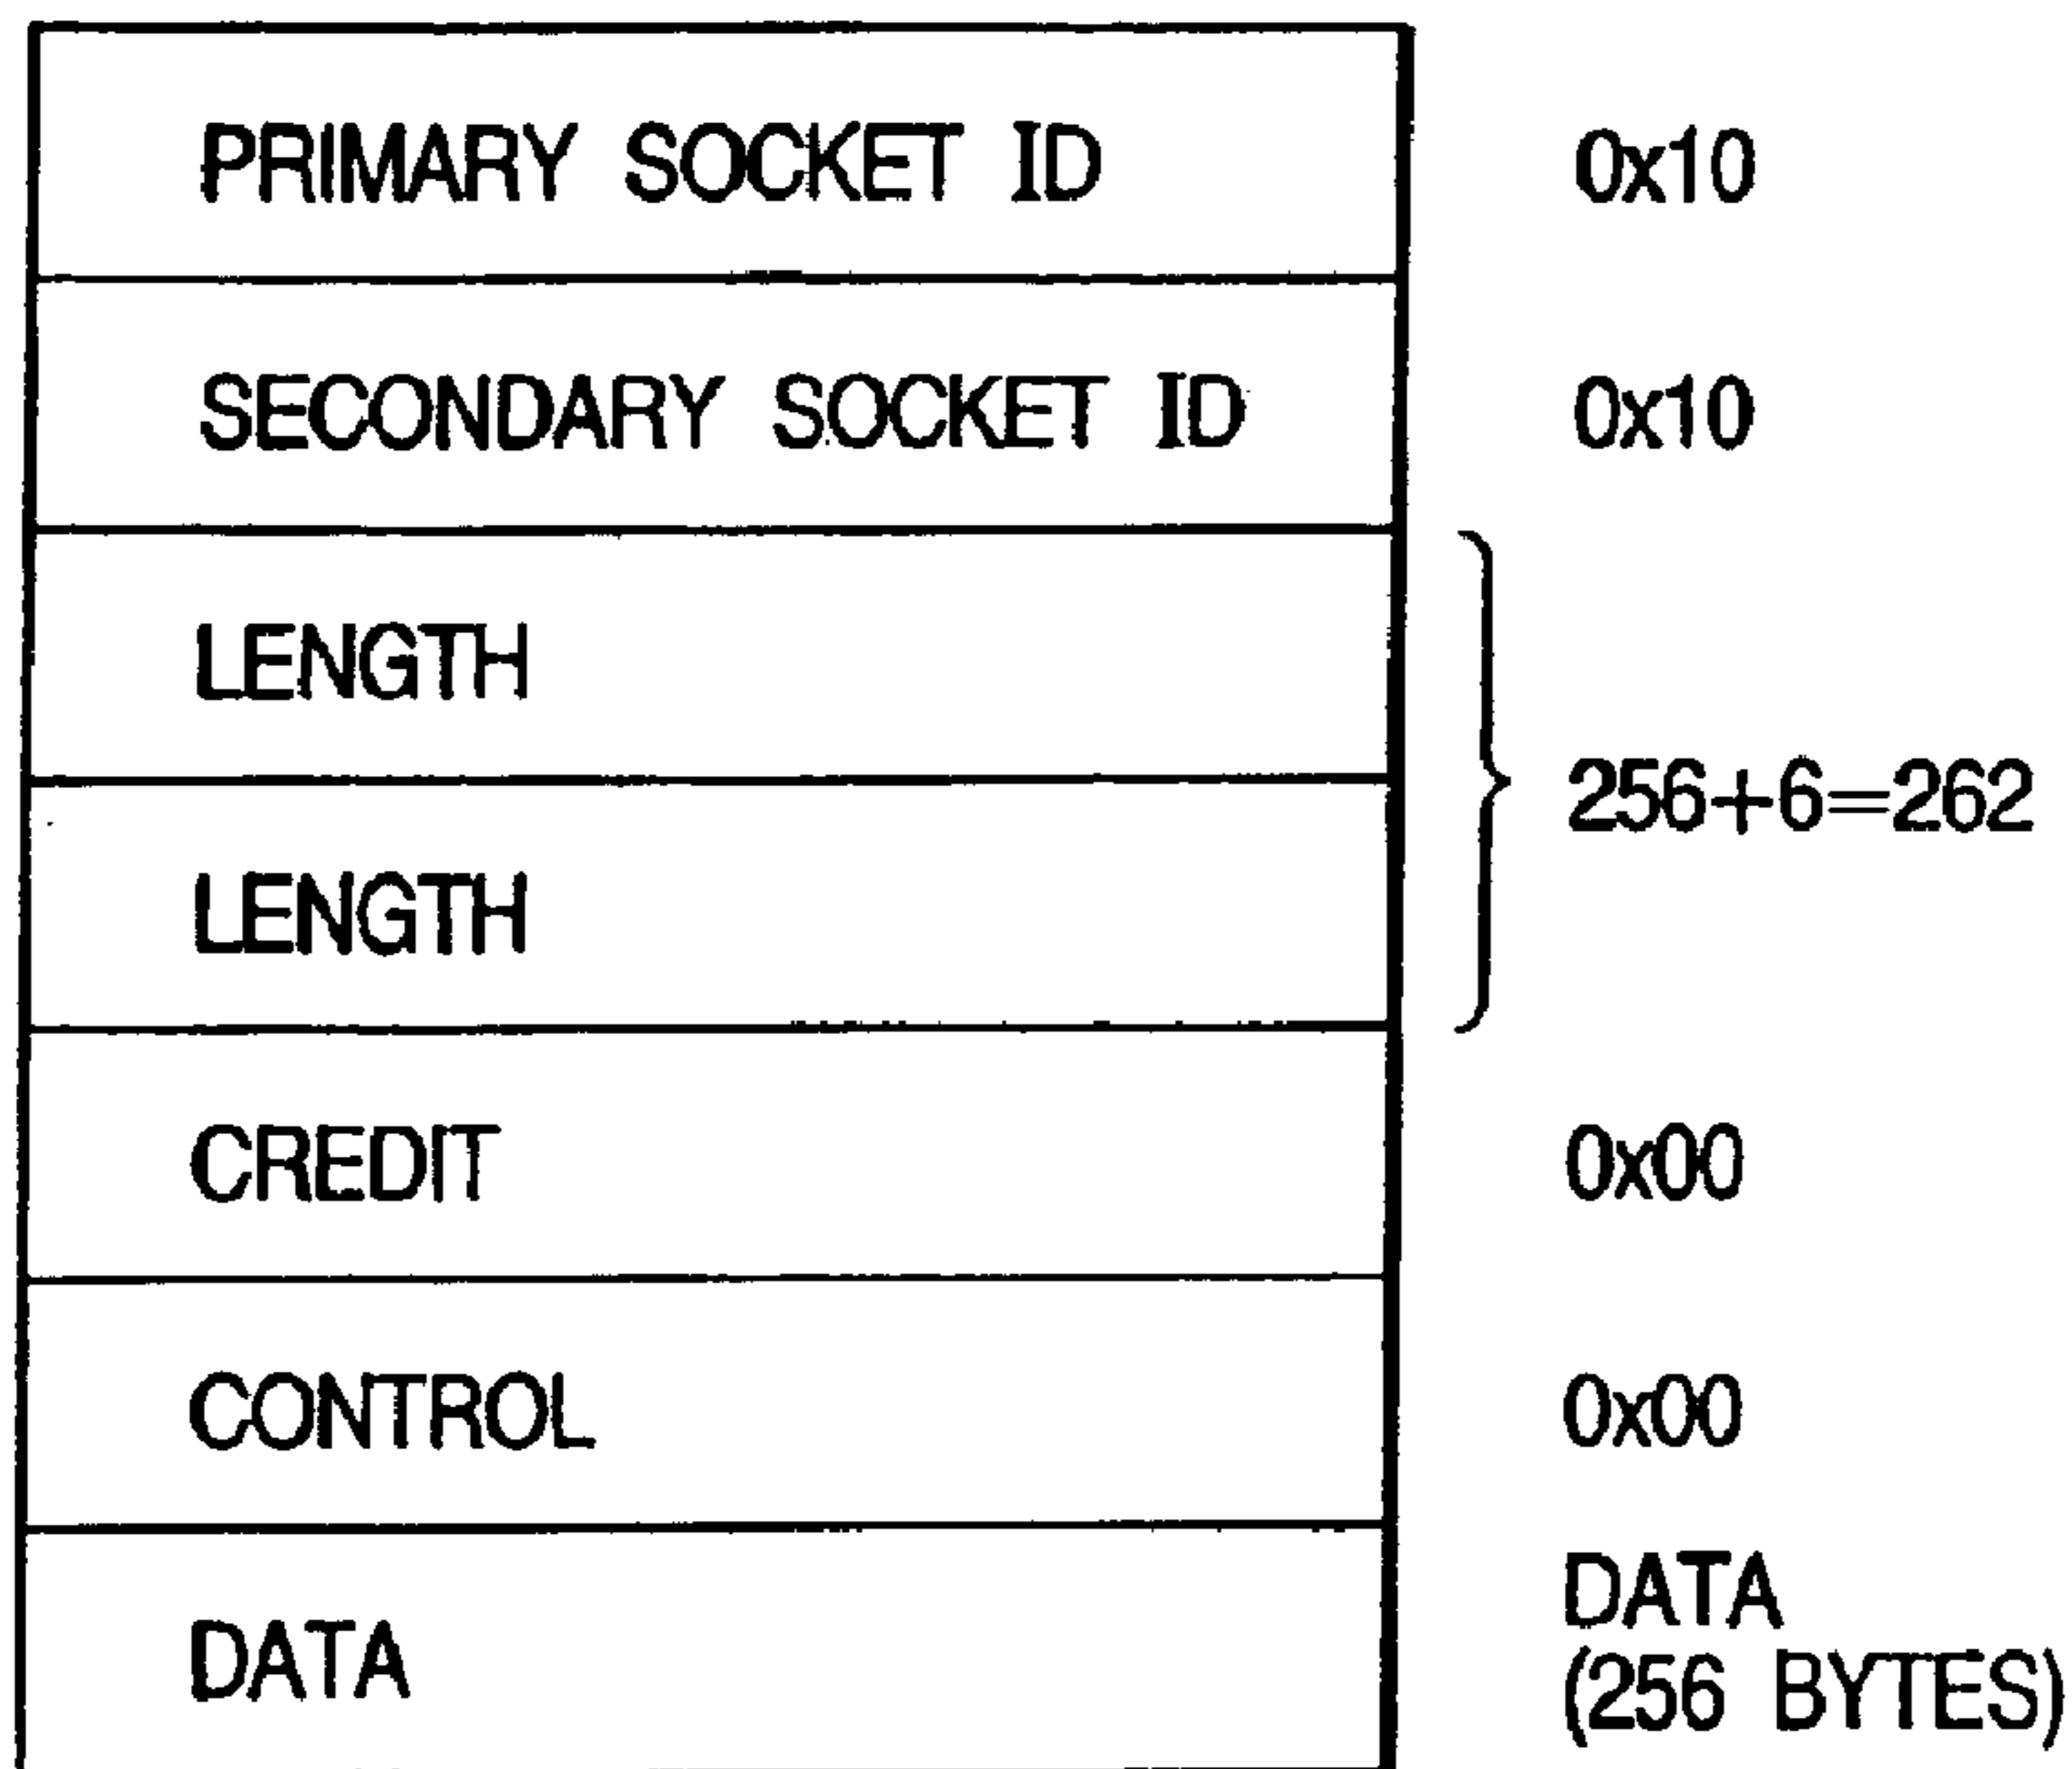 PRIMARY SOCKET ID 0x10
SECONDARY SOCKET ID 0x10
LENGTH
256+6=262
LENGTH
CREDIT 0x00
CONTROL 0x00
DATA DATA
(256 BYTES)